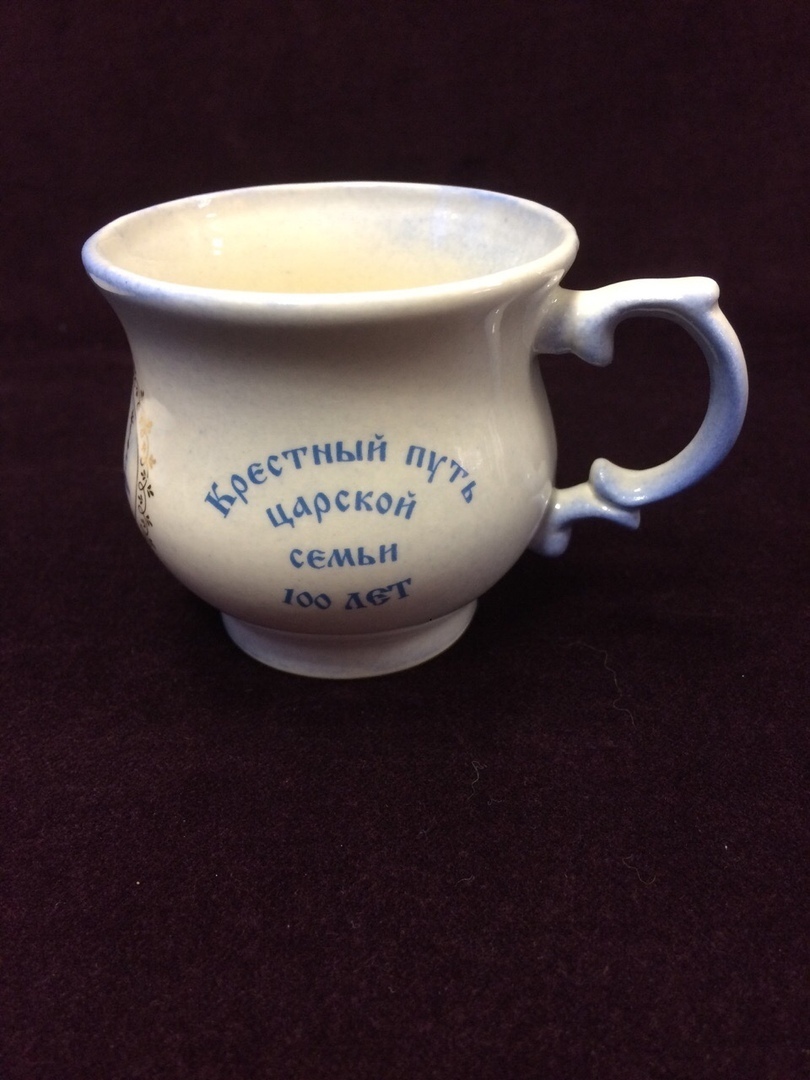 Крестный путь
царской
семьи
100 лет